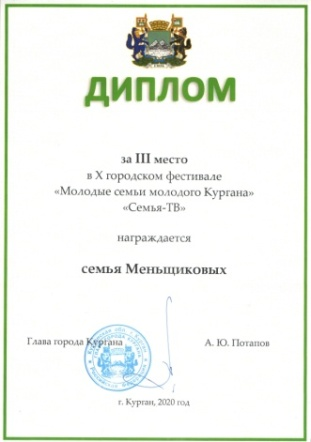 ДИПЛОМ
за III место
в X городском фестивале
«Молодые семьи молодого Кургана»
«Семья-ТВ»
награждается
семья Меньщиковых
Глава города Кургана
А. Ю. Потапов
г. Курган, 2020 год